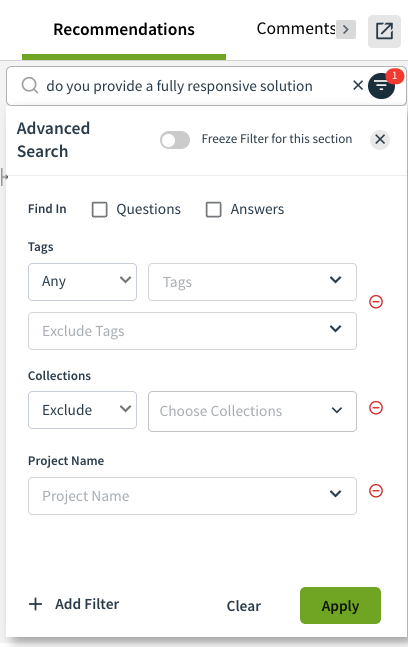 Recommendations
Comments
do you provide a fully responsive solution
1
Advanced
Search
Freeze Filter for this section
Find In
Questions
Answers
Tags
Any
Tags
Exclude Tags
Collections
Exclude
Choose Collections
Project Name
Project Name
Add Filter
Clear
Apply